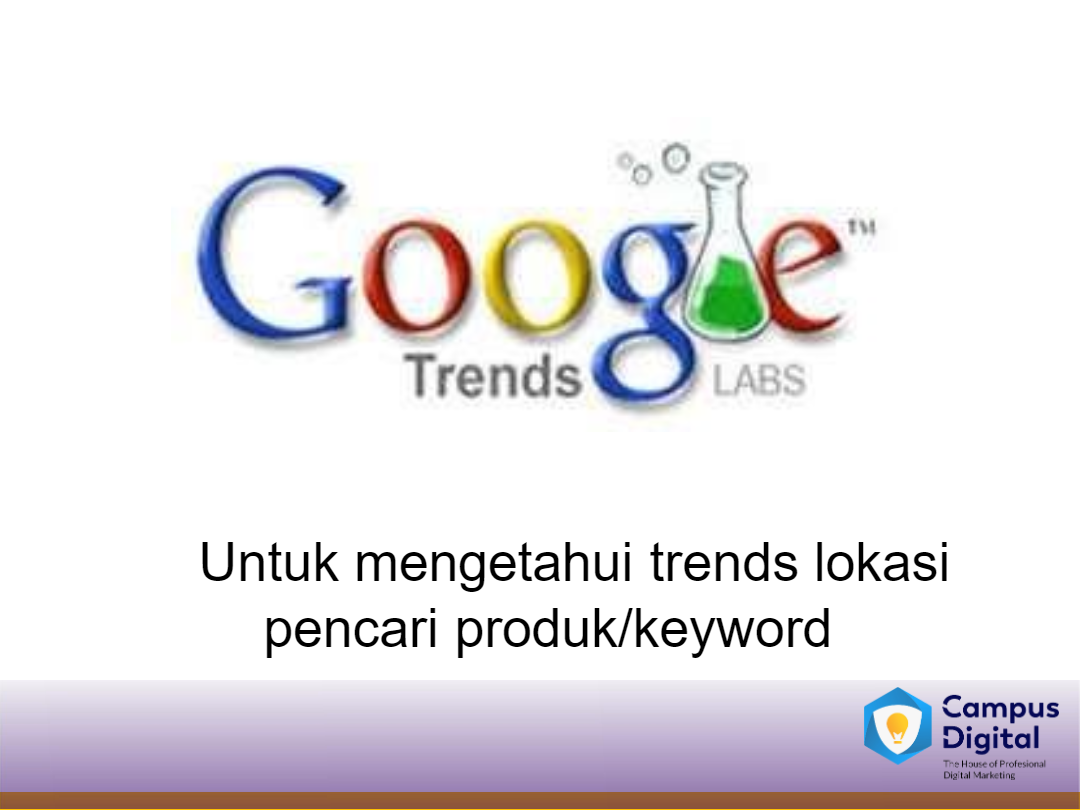 Google™
Trends LABS
Untuk mengetahui trends lokasi
pencari produk/keyword
Campus
Digital
The House of Profesional
Digital Marketing